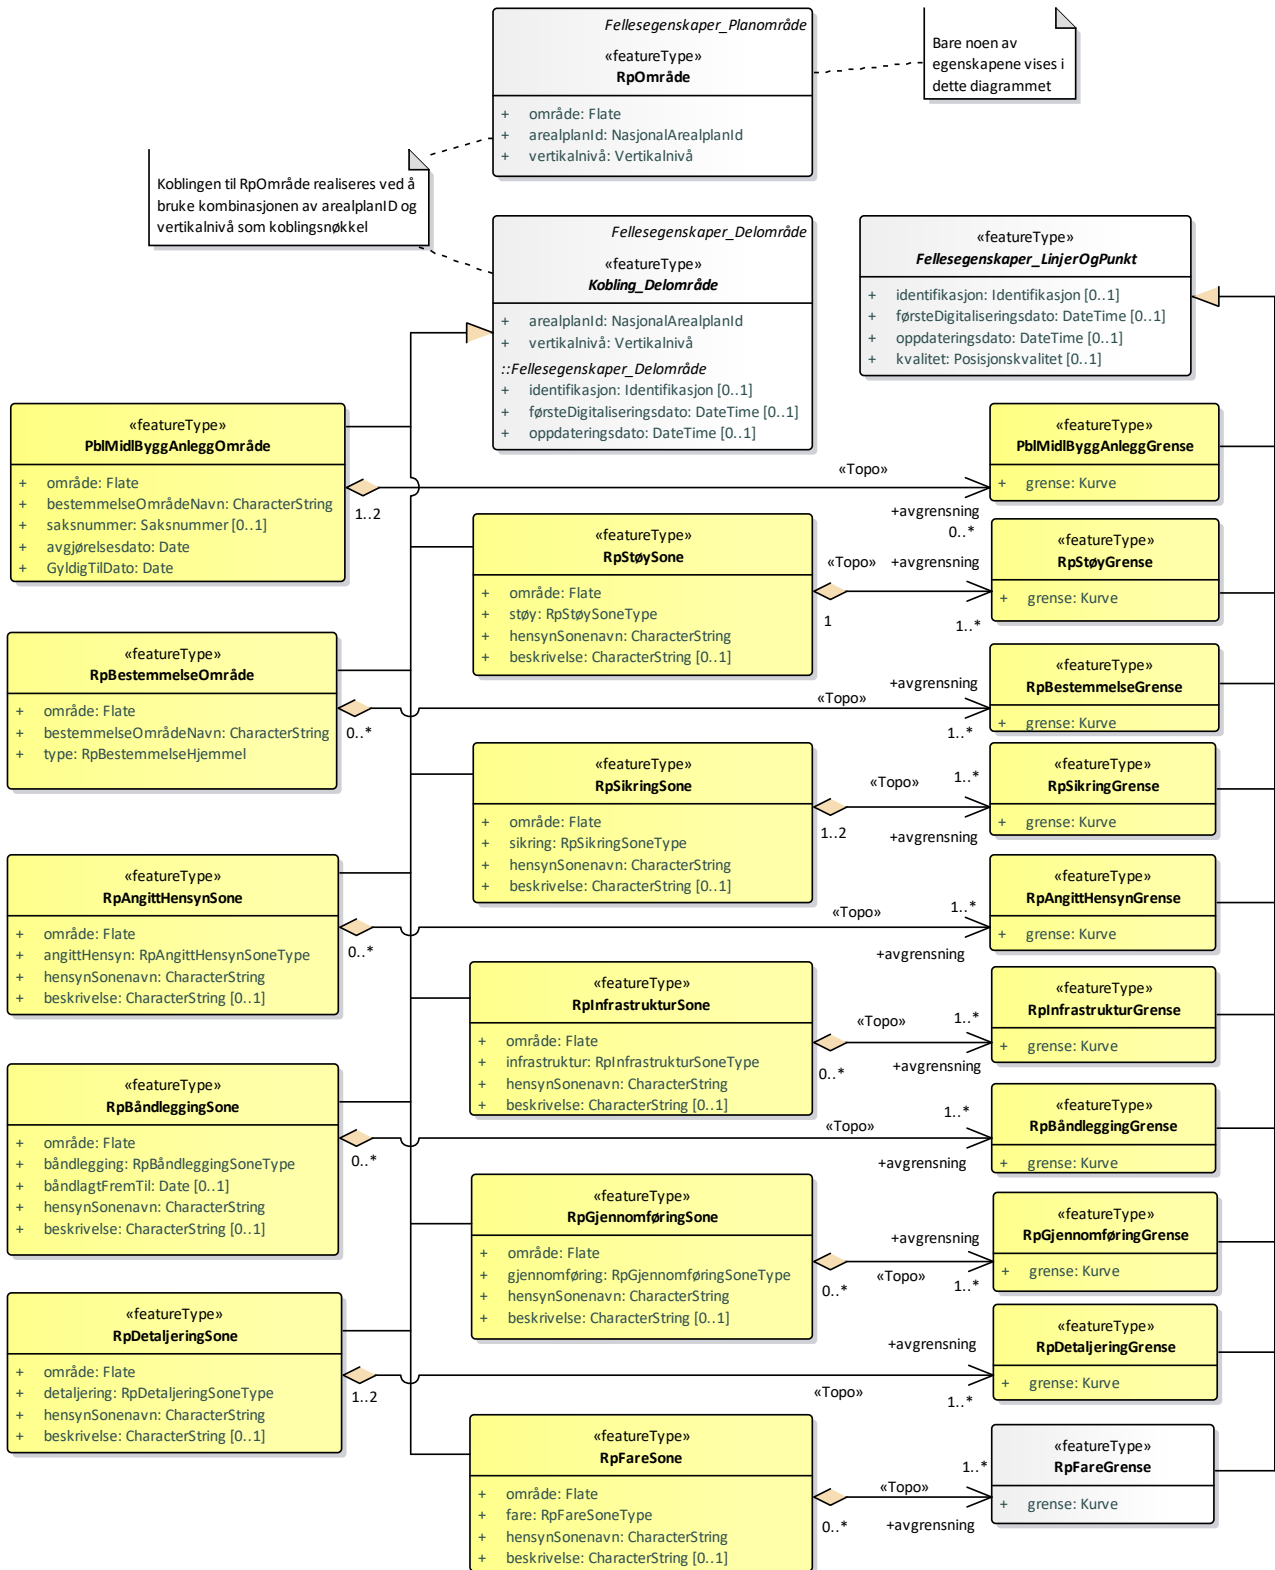 Fellesegenskaper_Planområde
«featureType»
RpOmråde
+ område: Flate
+ arealplanId: NasjonalArealplanId
+ vertikalnivå: Vertikalnivå
Bare noen av
egenskapene vises i
dette diagrammet
Koblingen til RpOmråde realiseres ved å
bruke kombinasjonen av arealplanID og
vertikalnivå som koblingsnøkkel
Fellesegenskaper_Delområde
«featureType»
Kobling_Delområde
+ arealplanId: NasjonalArealplanId
+ vertikalnivå: Vertikalnivå
::Fellesegenskaper_Delområde
+ identifikasjon: Identifikasjon [0..1]
+ førsteDigitaliseringsdato: DateTime [0..1]
+ oppdateringsdato: DateTime [0..1]
«featureType»
Fellesegenskaper_LinjerOgPunkt
+ identifikasjon: Identifikasjon [0..1]
+ førsteDigitaliseringsdato: DateTime [0..1]
+ oppdateringsdato: DateTime [0..1]
+ kvalitet: Posisjonskvalitet [0..1]
«featureType»
PblMidlByggAnleggOmråde
+ område: Flate
+ bestemmelseOmrådeNavn: CharacterString
+ saksnummer: Saksnummer [0..1]
+ avgjørelsesdato: Date
+ GyldigTilDato: Date
1..2
«Topo»
+avgrensning
0..*
«featureType»
PblMidlByggAnleggGrense
+ grense: Kurve
«featureType»
RpStøySone
+ område: Flate
+ støy: RpStøySoneType
+ hensynSonenavn: CharacterString
+ beskrivelse: CharacterString [0..1]
«Topo»
+avgrensning
1
1..*
«featureType»
RpStøyGrense
+ grense: Kurve
«featureType»
RpBestemmelseOmråde
+ område: Flate
+ bestemmelseOmrådeNavn: CharacterString
+ type: RpBestemmelseHjemmel
0..*
+avgrensning
«Topo»
1..*
«featureType»
RpBestemmelseGrense
+ grense: Kurve
«featureType»
RpSikringSone
+ område: Flate
+ sikring: RpSikringSoneType
+ hensynSonenavn: CharacterString
+ beskrivelse: CharacterString [0..1]
1..*
«Topo»
1..2
+avgrensning
«featureType»
RpSikringGrense
+ grense: Kurve
«featureType»
RpAngittHensynSone
+ område: Flate
+ angittHensyn: RpAngittHensynSoneType
+ hensynSonenavn: CharacterString
+ beskrivelse: CharacterString [0..1]
0..*
«Topo»
1..*
+avgrensning
«featureType»
RpAngittHensynGrense
+ grense: Kurve
«featureType»
RpInfrastrukturSone
+ område: Flate
+ infrastruktur: RpInfrastrukturSoneType
+ hensynSonenavn: CharacterString
+ beskrivelse: CharacterString [0..1]
«Topo»
1..*
0..*
+avgrensning
«featureType»
RpInfrastrukturGrense
+ grense: Kurve
«featureType»
RpBåndleggingSone
+ område: Flate
+ båndlegging: RpBåndleggingSoneType
+ båndlagtFremTil: Date [0..1]
+ hensynSonenavn: CharacterString
+ beskrivelse: CharacterString [0..1]
0..*
«Topo»
1..*
+avgrensning
«featureType»
RpBåndleggingGrense
+ grense: Kurve
«featureType»
RpGjennomføringSone
+ område: Flate
+ gjennomføring: RpGjennomføringSoneType
+ hensynSonenavn: CharacterString
+ beskrivelse: CharacterString [0..1]
+avgrensning
«Topo»
0..*
1..*
«featureType»
RpGjennomføringGrense
+ grense: Kurve
«featureType»
RpDetaljeringSone
+ område: Flate
+ detaljering: RpDetaljeringSoneType
+ hensynSonenavn: CharacterString
+ beskrivelse: CharacterString [0..1]
1..2
+avgrensning
«Topo»
1..*
«featureType»
RpDetaljeringGrense
+ grense: Kurve
«featureType»
RpFareSone
+ område: Flate
+ fare: RpFareSoneType
+ hensynSonenavn: CharacterString
+ beskrivelse: CharacterString [0..1]
1..*
«Topo»
0..*
+avgrensning
«featureType»
RpFareGrense
+ grense: Kurve